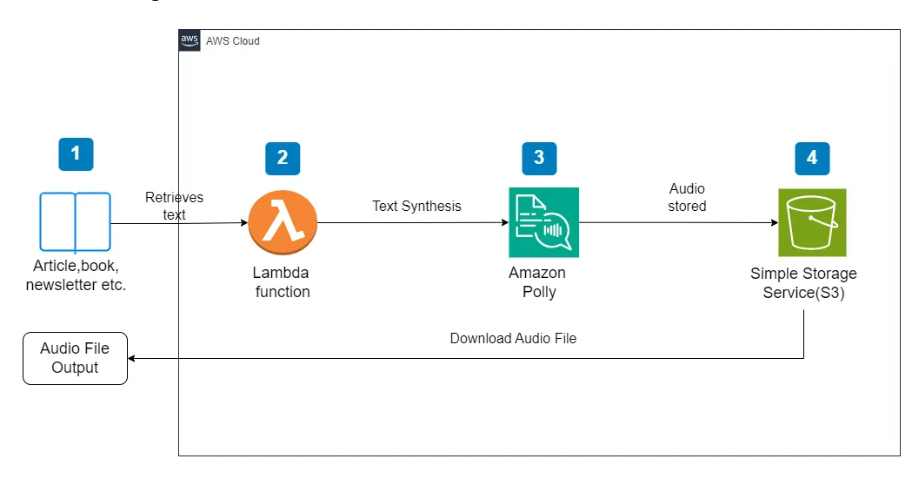 aws
AWS Cloud
1
2
3
4
Retrieves
text
Text Synthesis
Audio
stored
Article,book,
newsletter etc.
Lambda
function
Amazon
Polly
Simple Storage
Service(S3)
Download Audio File
Audio File
Output